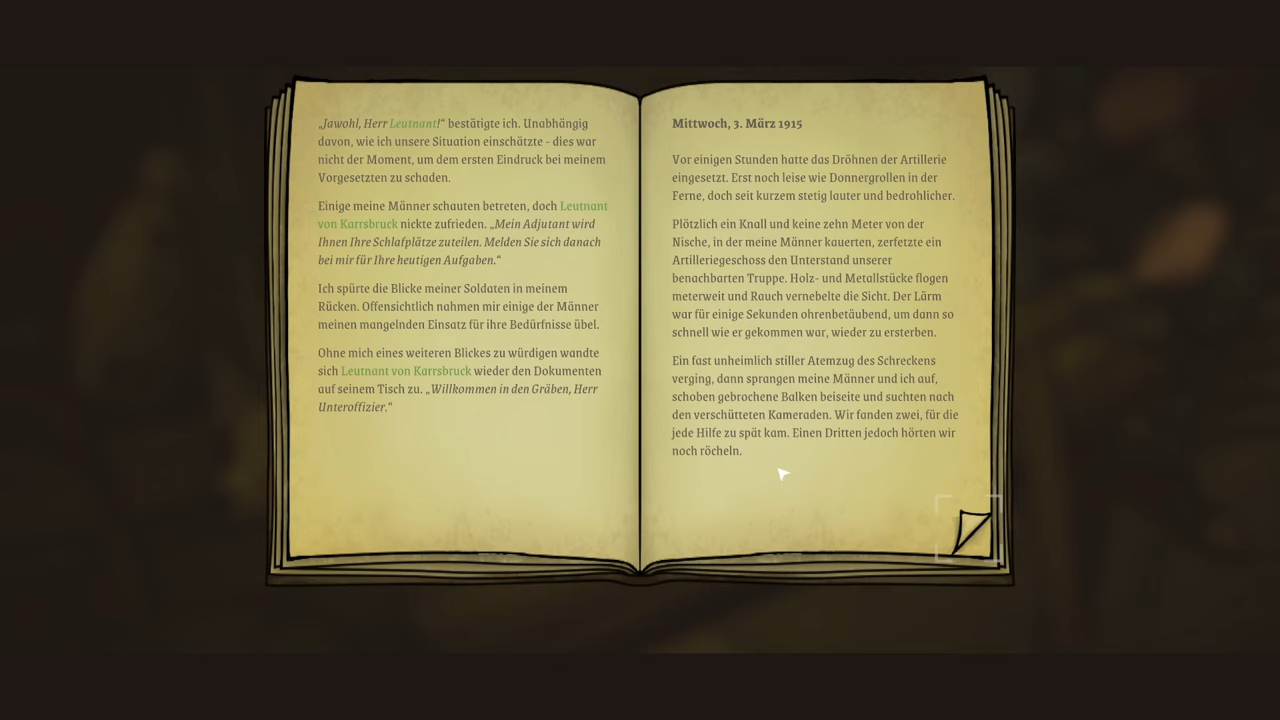 „Jawohl, Herr Leutnant!“ bestätigte ich. Unabhängig
davon, wie ich unsere Situation einschätzte - dies war
nicht der Moment, um dem ersten Eindruck bei meinem
Vorgesetzten zu schaden.
Einige meine Männer schauten betreten, doch Leutnant
von Karrsbruck nickte zufrieden. „Mein Adjutant wird
Ihnen Ihre Schlafplätze zuteilen. Melden Sie sich danach
bei mir für Ihre heutigen Aufgaben.“
Ich spürte die Blicke meiner Soldaten in meinem
Rücken. Offensichtlich nahmen mir einige der Männer
meinen mangelnden Einsatz für ihre Bedürfnisse übel.
Ohne mich eines weiteren Blickes zu würdigen wandte
sich Leutnant von Karrsbruck wieder den Dokumenten
auf seinem Tisch zu. „Willkommen in den Gräben, Herr
Unteroffizier.“
Mittwoch, 3. März 1915
Vor einigen Stunden hatte das Dröhnen der Artillerie
eingesetzt. Erst noch leise wie Donnergrollen in der
Ferne, doch seit kurzem stetig lauter und bedrohlicher.
Plötzlich ein Knall und keine zehn Meter von der
Nische, in der meine Männer kauerten, zerfetzte ein
Artilleriegeschoss den Unterstand unserer
benachbarten Truppe. Holz- und Metallstücke flogen
meterweit und Rauch vernebelte die Sicht. Der Lärm
war für einige Sekunden ohrenbetäubend, um dann so
schnell wie er gekommen war, wieder zu ersterben.
Ein fast unheimlich stiller Atemzug des Schreckens
verging, dann sprangen meine Männer und ich auf,
schoben gebrochene Balken beiseite und suchten nach
den verschütteten Kameraden. Wir fanden zwei, für die
jede Hilfe zu spät kam. Einen Dritten jedoch hörten wir
noch röcheln.